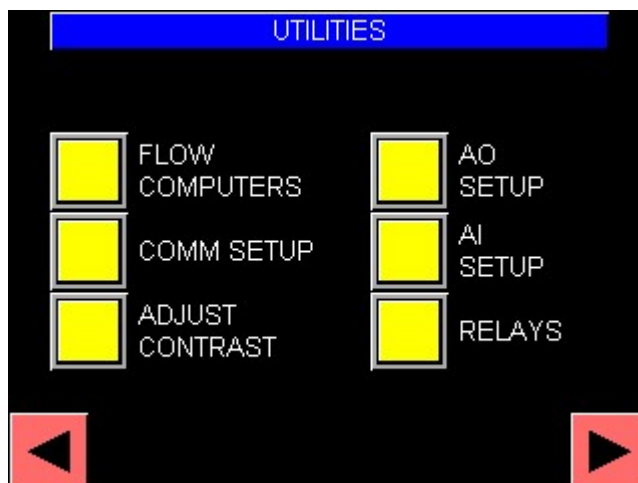 UTILITIES
FLOW
COMPUTERS
AO
SETUP
COMM SETUP
AI
SETUP
ADJUST
CONTRAST
RELAYS